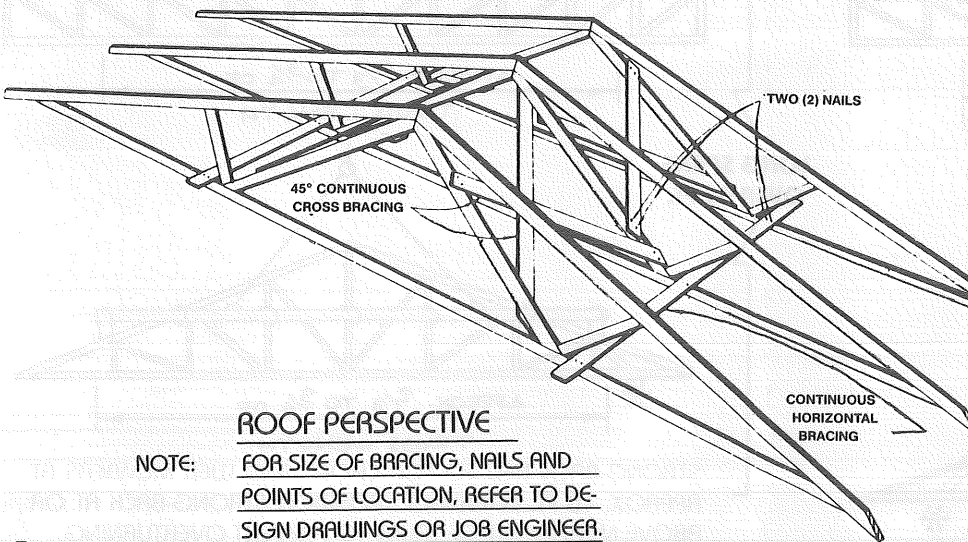 TWO (2) NAILS
45° CONTINUOUS
CROSS BRACING
CONTINUOUS
HORIZONTAL
BRACING
ROOF PERSPECTIVE
NOTE: FOR SIZE OF BRACING, NAILS AND
POINTS OF LOCATION, REFER TO DE-
SIGN DRAWINGS OR JOB ENGINEER.